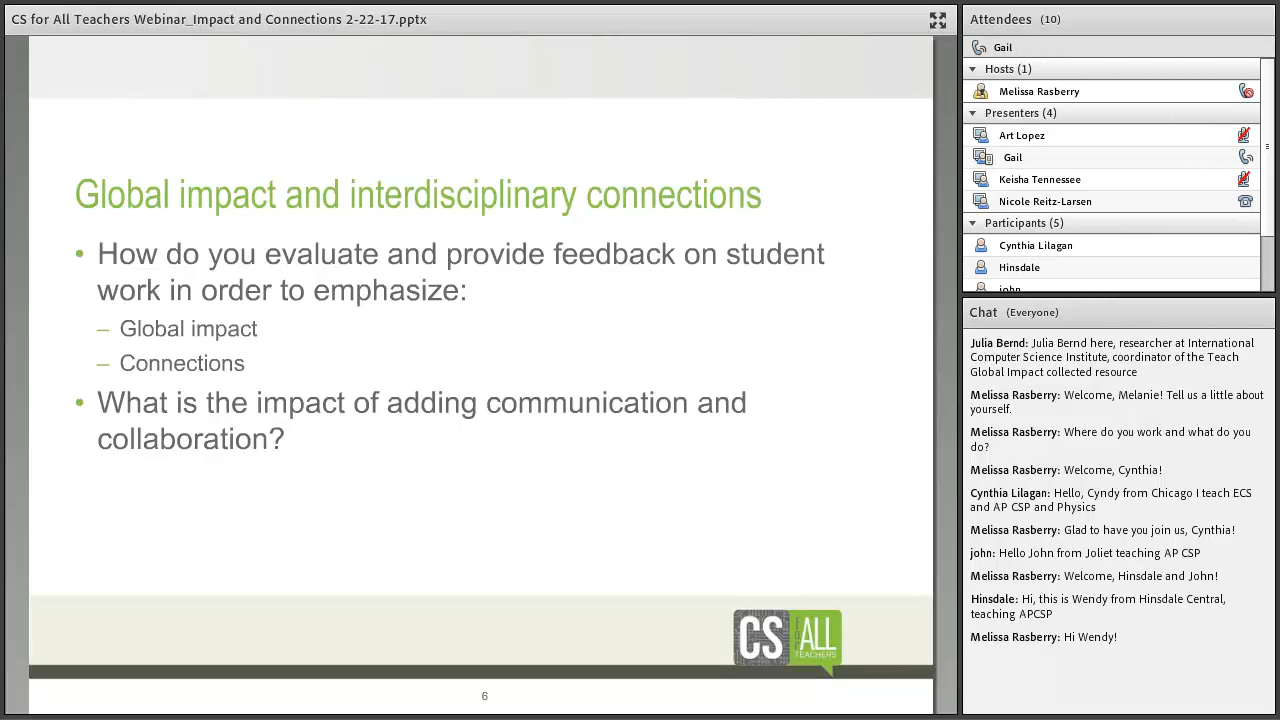 CS for All Teachers Webinar_Impact and Connections 2-22-17.pptx
Global impact and interdisciplinary connections
• How do you evaluate and provide feedback on student
work in order to emphasize:
– Global impact
– Connections
• What is the impact of adding communication and
collaboration?
CS FOR ALL
TEACHERS
6
Attendees (10)
Gail
Hosts (1)
Melissa Rasberry
Presenters (4)
Art Lopez
Gail
Keisha Tennessee
Nicole Reitz-Larsen
Participants (5)
Cynthia Lilagan
Hinsdale
john
Chat (Everyone)
Julia Bernd: Julia Bernd here, researcher at International
Computer Science Institute, coordinator of the Teach
Global Impact collected resource
Melissa Rasberry: Welcome, Melanie! Tell us a little about
yourself.
Melissa Rasberry: Where do you work and what do you
do?
Melissa Rasberry: Welcome, Cynthia!
Cynthia Lilagan: Hello, Cyndy from Chicago I teach ECS
and AP CSP and Physics
Melissa Rasberry: Glad to have you join us, Cynthia!
john: Hello John from Joliet teaching AP CSP
Melissa Rasberry: Welcome, Hinsdale and John!
Hinsdale: Hi, this is Wendy from Hinsdale Central,
teaching APCSP
Melissa Rasberry: Hi Wendy!